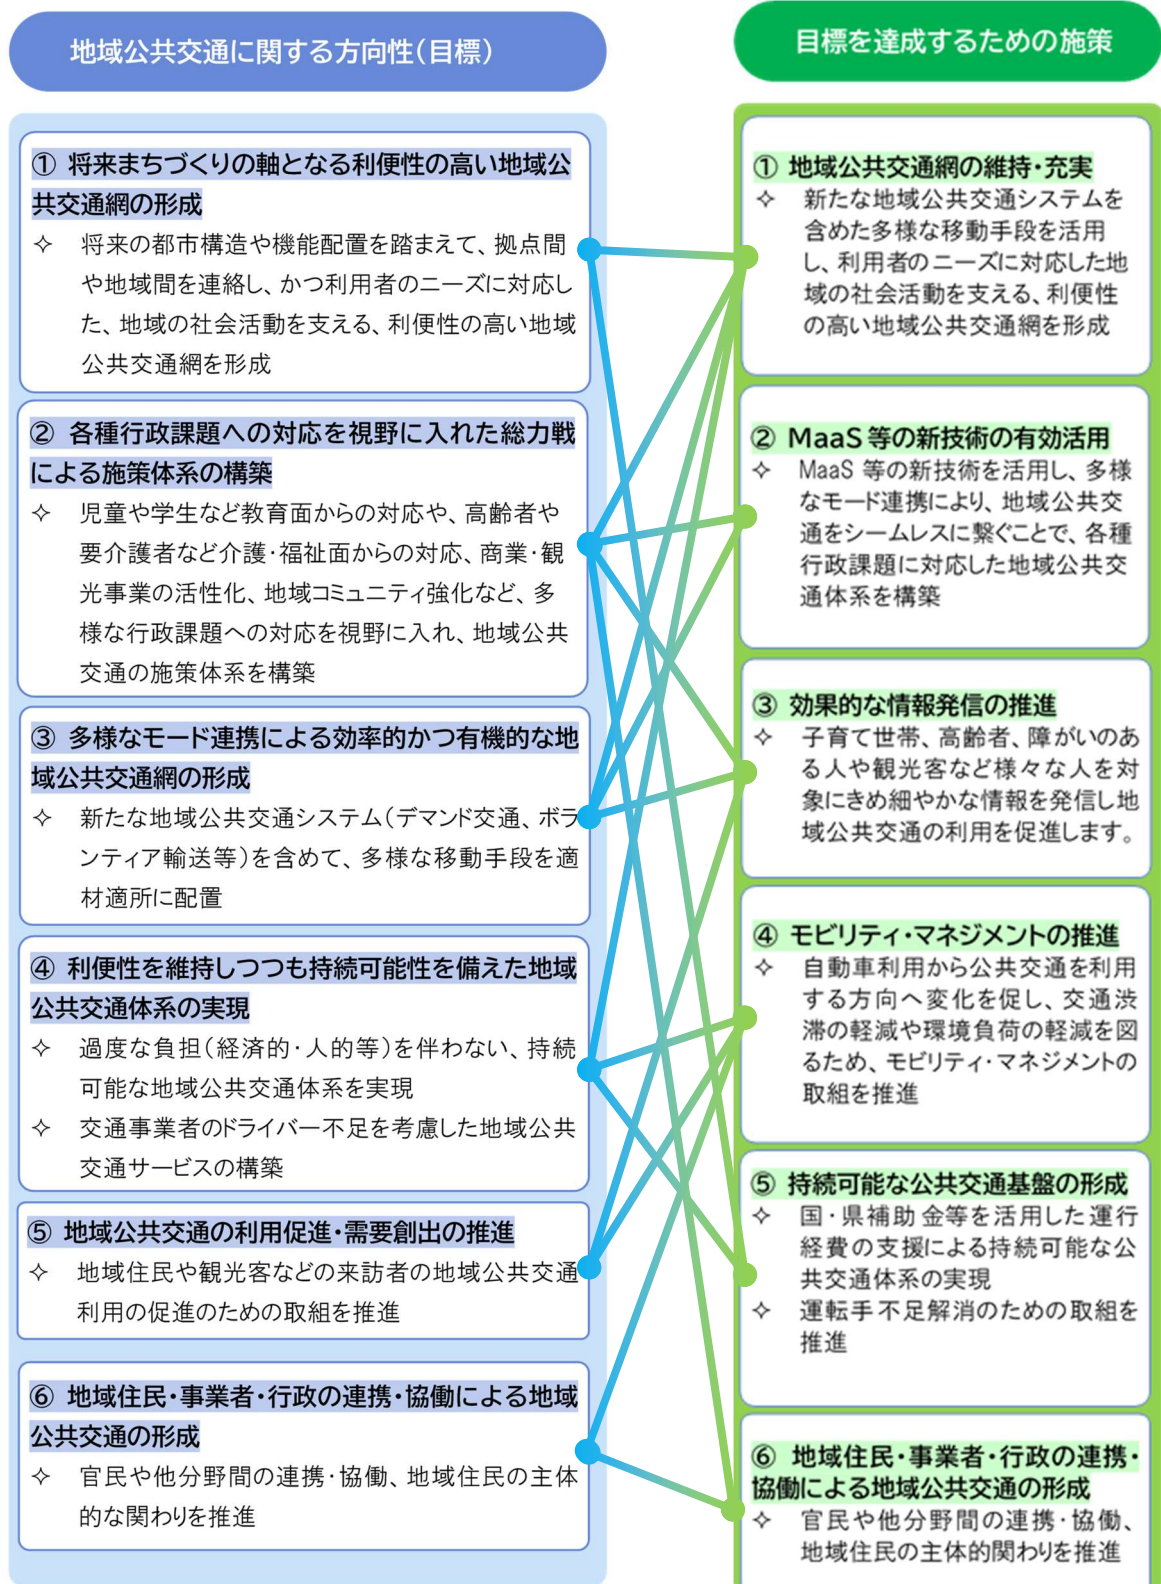 地域公共交通に関する方向性(目標)
① 将来まちづくりの軸となる利便性の高い地域公
共交通網の形成
✧ 将来の都市構造や機能配置を踏まえて、拠点間
や地域間を連絡し、かつ利用者のニーズに対応し
た、地域の社会活動を支える、利便性の高い地域
公共交通網を形成
② 各種行政課題への対応を視野に入れた総力戦
による施策体系の構築
✧ 児童や学生など教育面からの対応や、高齢者や
要介護者など介護・福祉面からの対応、商業・観
光事業の活性化、地域コミュニティ強化など、多
様な行政課題への対応を視野に入れ、地域公共
交通の施策体系を構築
③ 多様なモード連携による効率的かつ有機的な地
域公共交通網の形成
✧ 新たな地域公共交通システム(デマンド交通、ボラ
ンティア輸送等)を含めて、多様な移動手段を適
材適所に配置
④ 利便性を維持しつつも持続可能性を備えた地域
公共交通体系の実現
✧ 過度な負担(経済的・人的等)を伴わない、持続
可能な地域公共交通体系を実現
✧ 交通事業者のドライバー不足を考慮した地域公共
交通サービスの構築
⑤ 地域公共交通の利用促進・需要創出の推進
✧ 地域住民や観光客などの来訪者の地域公共交通
利用の促進のための取組を推進
⑥ 地域住民・事業者・行政の連携・協働による地域
公共交通の形成
✧ 官民や他分野間の連携・協働、地域住民の主体
的な関わりを推進
目標を達成するための施策
① 地域公共交通網の維持・充実
✧ 新たな地域公共交通システムを
含めた多様な移動手段を活用
し、利用者のニーズに対応した地
域の社会活動を支える、利便性
の高い地域公共交通網を形成
② MaaS 等の新技術の有効活用
✧ MaaS 等の新技術を活用し、多様
なモード連携により、地域公共交
通をシームレスに繋ぐことで、各種
行政課題に対応した地域公共交
通体系を構築
③ 効果的な情報発信の推進
✧ 子育て世帯、高齢者、障がいのあ
る人や観光客など様々な人を対
象にきめ細やかな情報を発信し地
域公共交通の利用を促進します。
④ モビリティ・マネジメントの推進
✧ 自動車利用から公共交通を利用
する方向へ変化を促し、交通渋
滞の軽減や環境負荷の軽減を図
るため、モビリティ・マネジメントの
取組を推進
⑤ 持続可能な公共交通基盤の形成
✧ 国・県補助金等を活用した運行
経費の支援による持続可能な公
共交通体系の実現
✧ 運転手不足解消のための取組を
推進
⑥ 地域住民・事業者・行政の連携・
協働による地域公共交通の形成
✧ 官民や他分野間の連携・協働、
地域住民の主体的関わりを推進